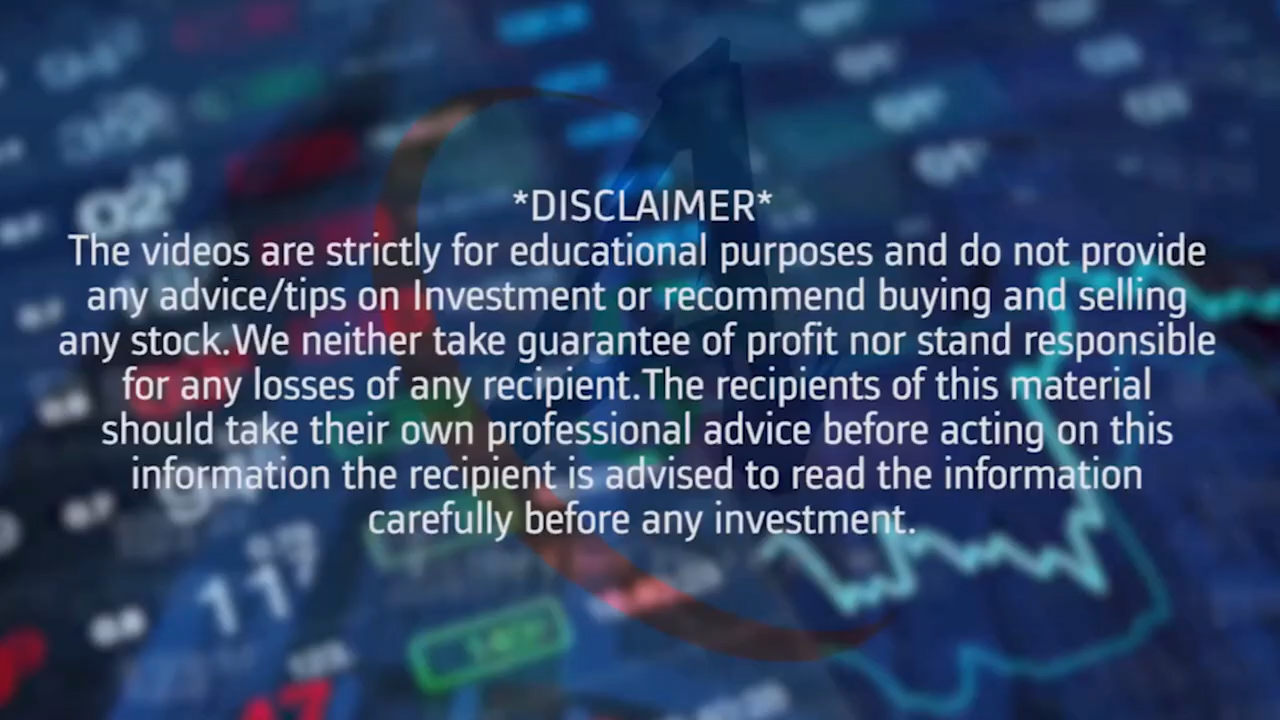 *DISCLAIMER*
The videos are strictly for educational purposes and do not provide
any advice/tips on Investment or recommend buying and selling
any stock.We neither take guarantee of profit nor stand responsible
for any losses of any recipient.The recipients of this material
should take their own professional advice before acting on this
information the recipient is advised to read the information
carefully before any investment.